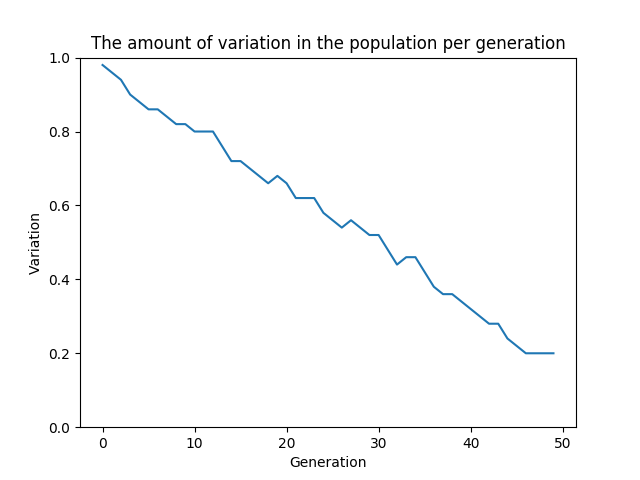 The amount of variation in the population per generation
1.0
0.8
0.6
0.4
0.2
0.0
Variation
0 10 20 30 40 50
Generation